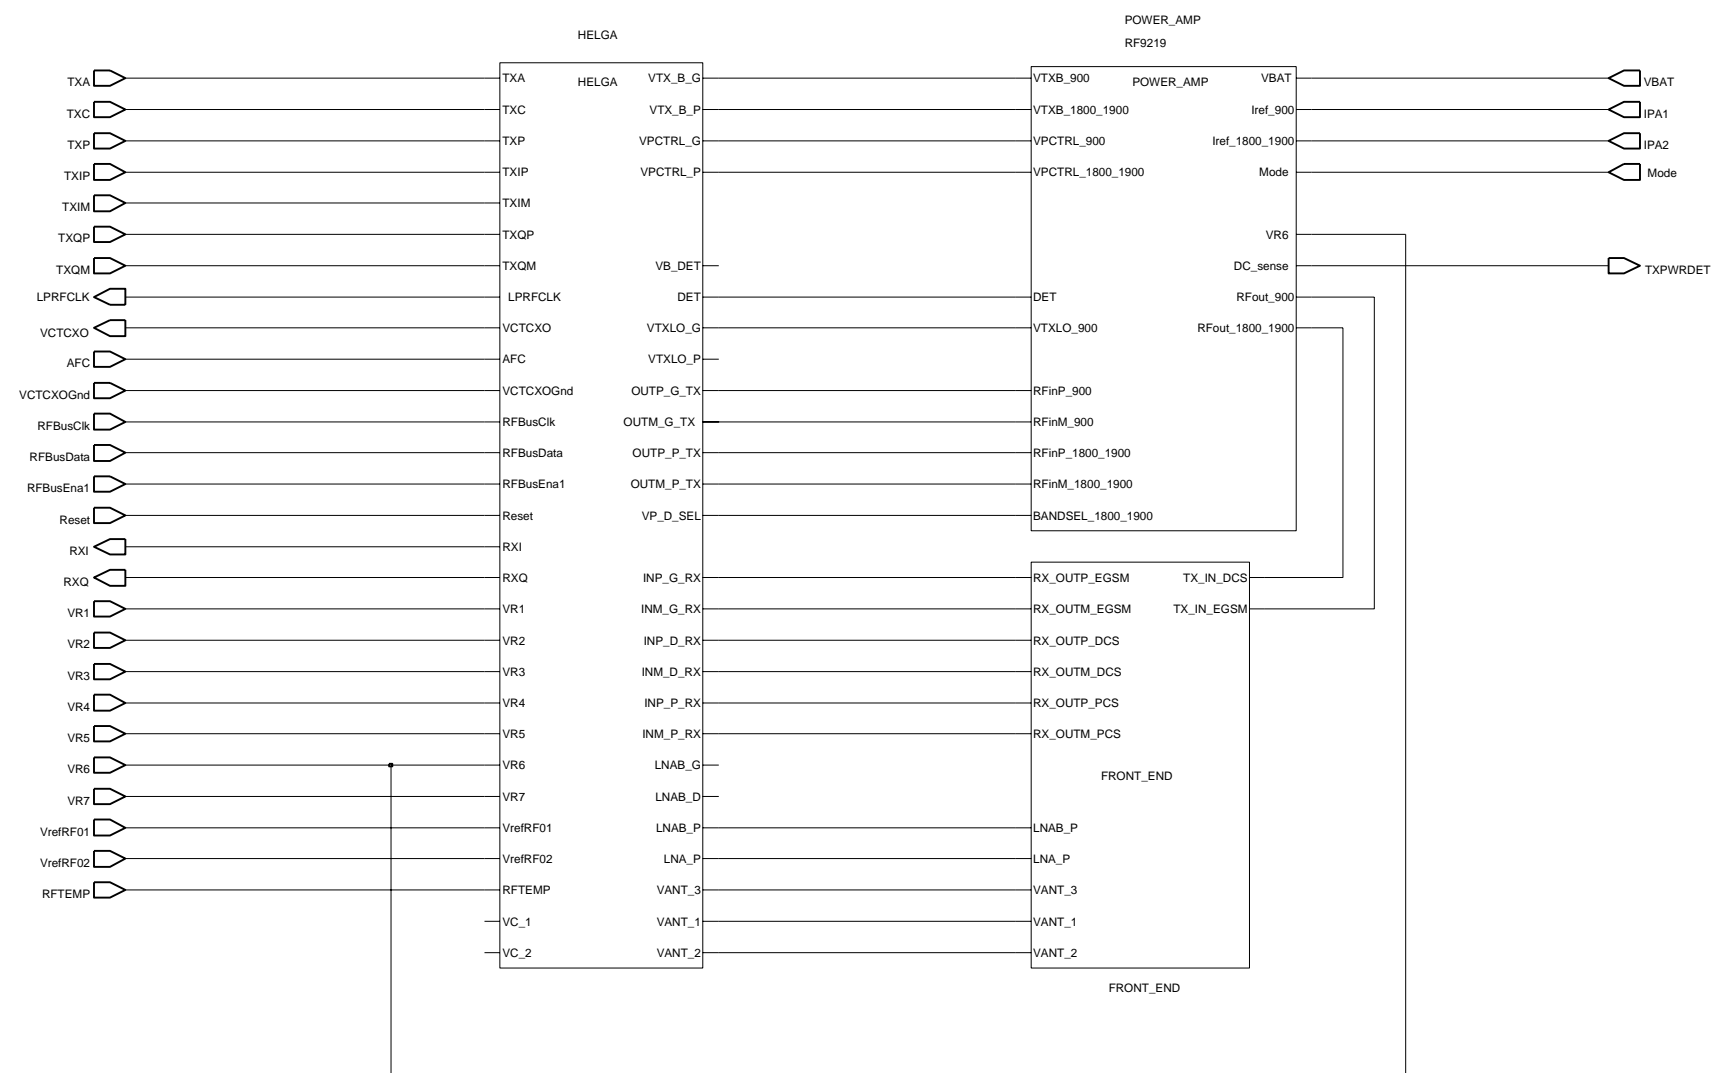 POWER_AMP
RF9219
HELGA
TXA TXA HELGA VTX_B_G VTXB_900 POWER_AMP VBAT VBAT
TXC TXC VTX_B_P VTXB_1800_1900 Iref_900 IPA1
TXP TXP VPCTRL_G VPCTRL_900 Iref_1800_1900 IPA2
TXIP TXIP VPCTRL_P VPCTRL_1800_1900 Mode Mode
TXIM TXIM
TXQP TXQP VR6
TXQM TXQM VB_DET DC_sense TXPWRDET
LPRFCLK LPRFCLK DET DET RFout_900
VCTCXO VCTCXO VTXLO_G VTXLO_900 RFout_1800_1900
AFC AFC VTXLO_P
VCTCXOGnd VCTCXOGnd OUTP_G_TX RFinP_900
RFBusClk RFBusClk OUTM_G_TX RFinM_900
RFBusData RFBusData OUTP_P_TX RFinP_1800_1900
RFBusEna1 RFBusEna1 OUTM_P_TX RFinM_1800_1900
Reset Reset VP_D_SEL BANDSEL_1800_1900
RXI RXI
RXQ RXQ INP_G_RX RX_OUTP_EGSM TX_IN_DCS
VR1 VR1 INM_G_RX RX_OUTM_EGSM TX_IN_EGSM
VR2 VR2 INP_D_RX RX_OUTP_DCS
VR3 VR3 INM_D_RX RX_OUTM_DCS
VR4 VR4 INP_P_RX RX_OUTP_PCS
VR5 VR5 INM_P_RX RX_OUTM_PCS
VR6 VR6 LNAB_G
FRONT_END
VR7 VR7 LNAB_D
VrefRF01 VrefRF01 LNAB_P LNAB_P
VrefRF02 VrefRF02 LNA_P LNA_P
RFTEMP RFTEMP VANT_3 VANT_3
VC_1 VANT_1 VANT_1
VC_2 VANT_2 VANT_2
FRONT_END